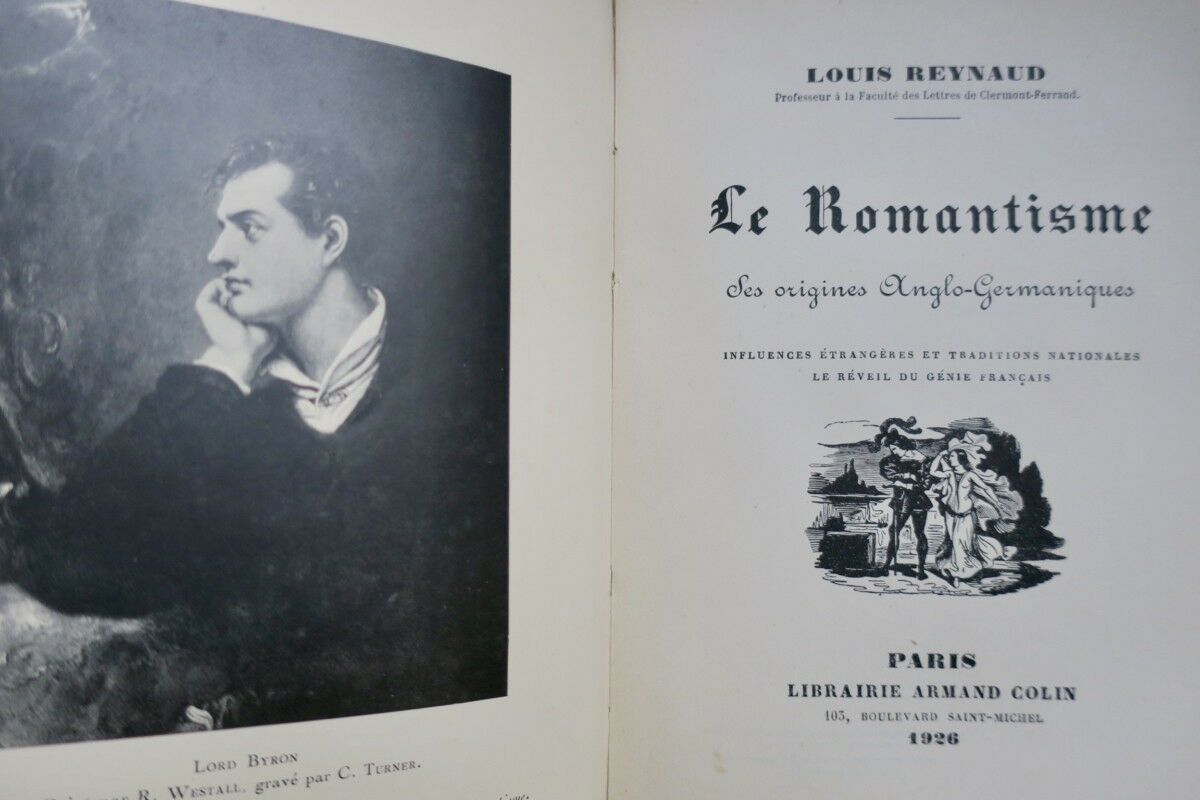 LORD BYRON
par R. WESTALL, gravé par C. TURNER.
LOUIS REYNAUD
Professeur à la Faculté des Lettres de Clermont-Ferrand.
Le Romantisme
Ses origines Anglo-Germaniques
INFLUENCES ÉTRANGÈRES ET TRADITIONS NATIONALES
LE RÉVEIL DU GÉNIE FRANÇAIS
PARIS
LIBRAIRIE ARMAND COLIN
103, BOULEVARD SAINT-MICHEL
1926